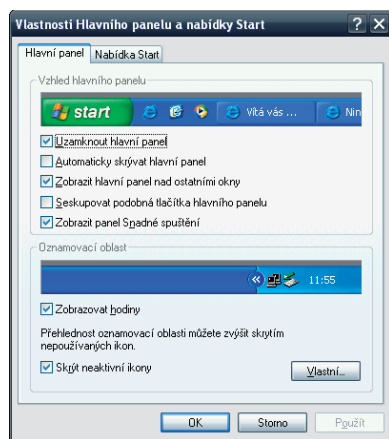 Vlastnosti Hlavního panelu a nabídky Start
Hlavní panel Nabídka Start
Vzhled hlavního panelu
start Vítá vás ... Nin
Uzamknout hlavní panel
Automaticky skrývat hlavní panel
Zobrazit hlavní panel nad ostatními okny
Seskupovat podobná tlačítka hlavního panelu
Zobrazit panel Snadné spuštění
Oznamovací oblast
11:55
Zobrazovat hodiny
Přehlednost oznamovací oblasti můžete zvýšit skrytím
nepoužívaných ikon.
Skrýt neaktivní ikony Vlastní...
OK Storno Použít